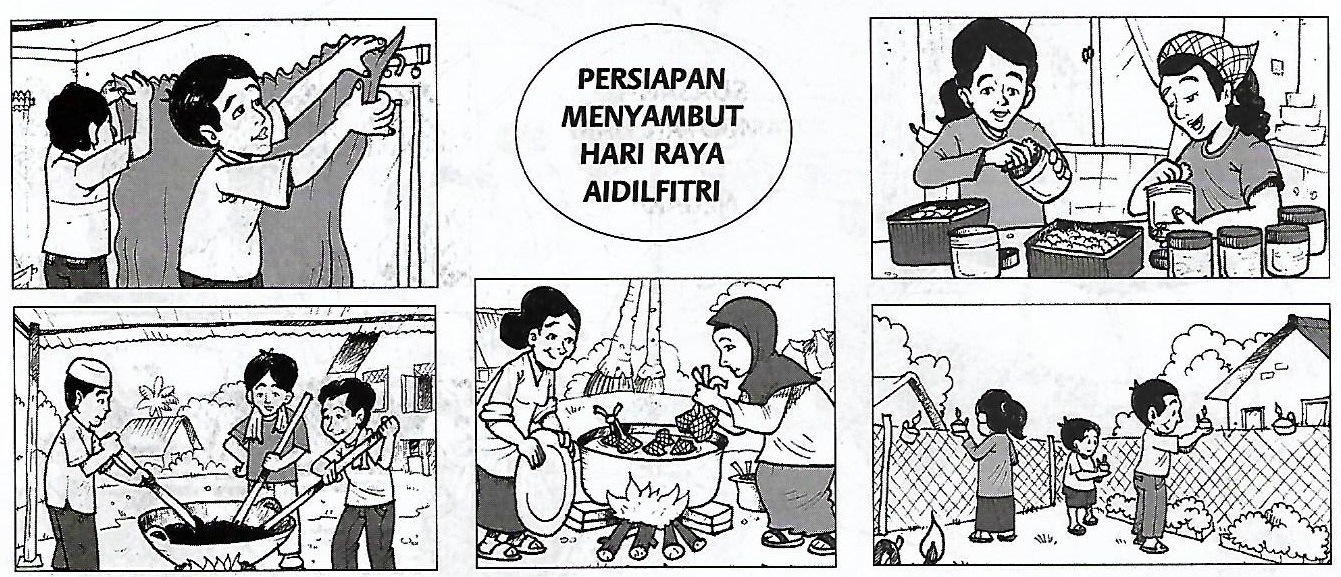 PERSIAPAN
MENYAMBUT
HARI RAYA
AIDILFITRI